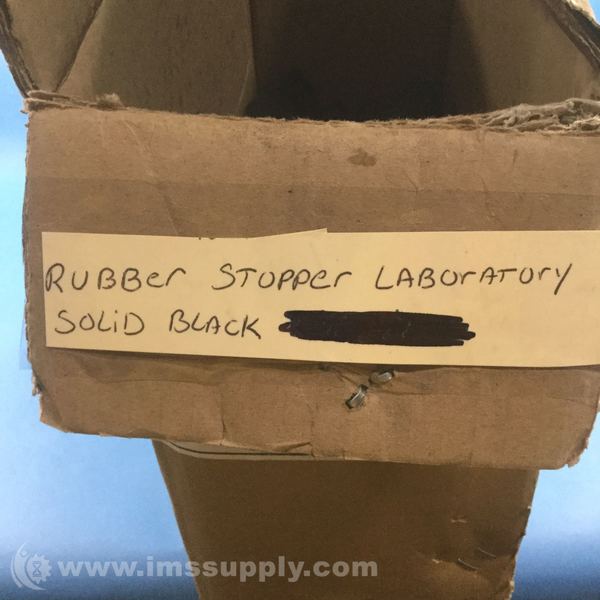 RUBBER STOPPER LABORATORY
SOLID BLACK
www.imssupply.com